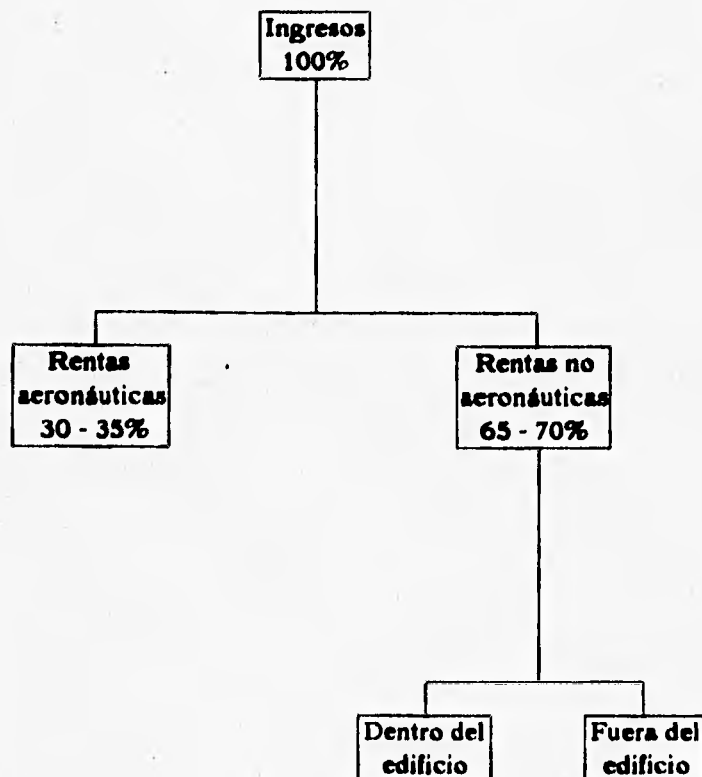 Ingresos
100%
Rentas
aeronáuticas
30 - 35%
Rentas no
aeronáuticas
65 - 70%
Dentro del
edificio
Fuera del
edificio